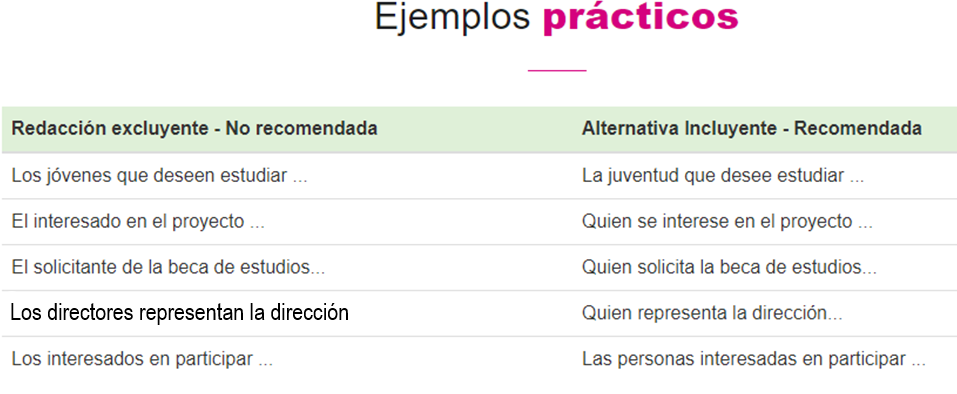 Ejemplos prácticos
Redacción excluyente - No recomendada Alternativa Incluyente - Recomendada
Los jóvenes que deseen estudiar ... La juventud que desee estudiar ...
El interesado en el proyecto ... Quien se interese en el proyecto ...
El solicitante de la beca de estudios... Quien solicita la beca de estudios...
Los directores representan la dirección Quien representa la dirección...
Los interesados en participar ... Las personas interesadas en participar ...